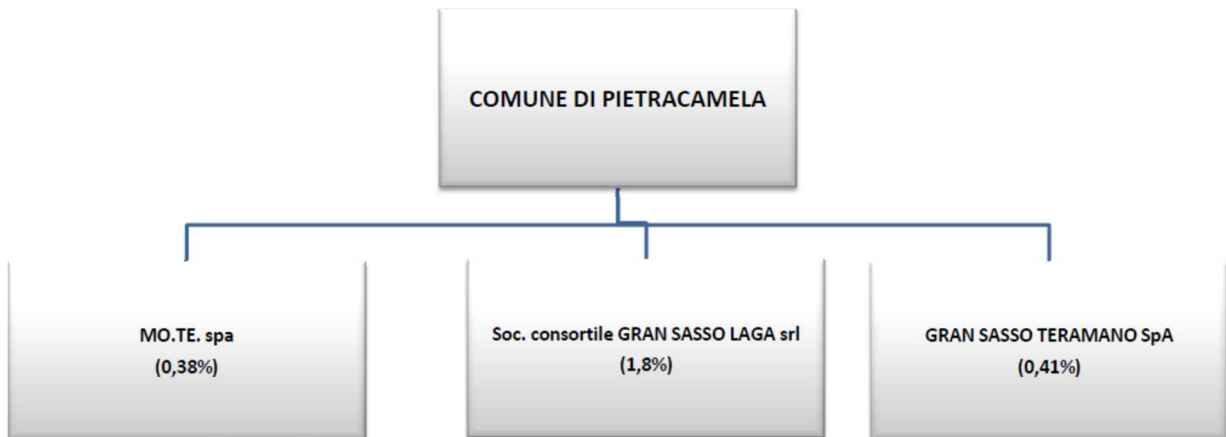 COMUNE DI PIETRACAMELA
MO.TE. spa
(0,38%)
Soc. consortile GRAN SASSO LAGA srl
(1,8%)
GRAN SASSO TERAMANO SpA
(0,41%)